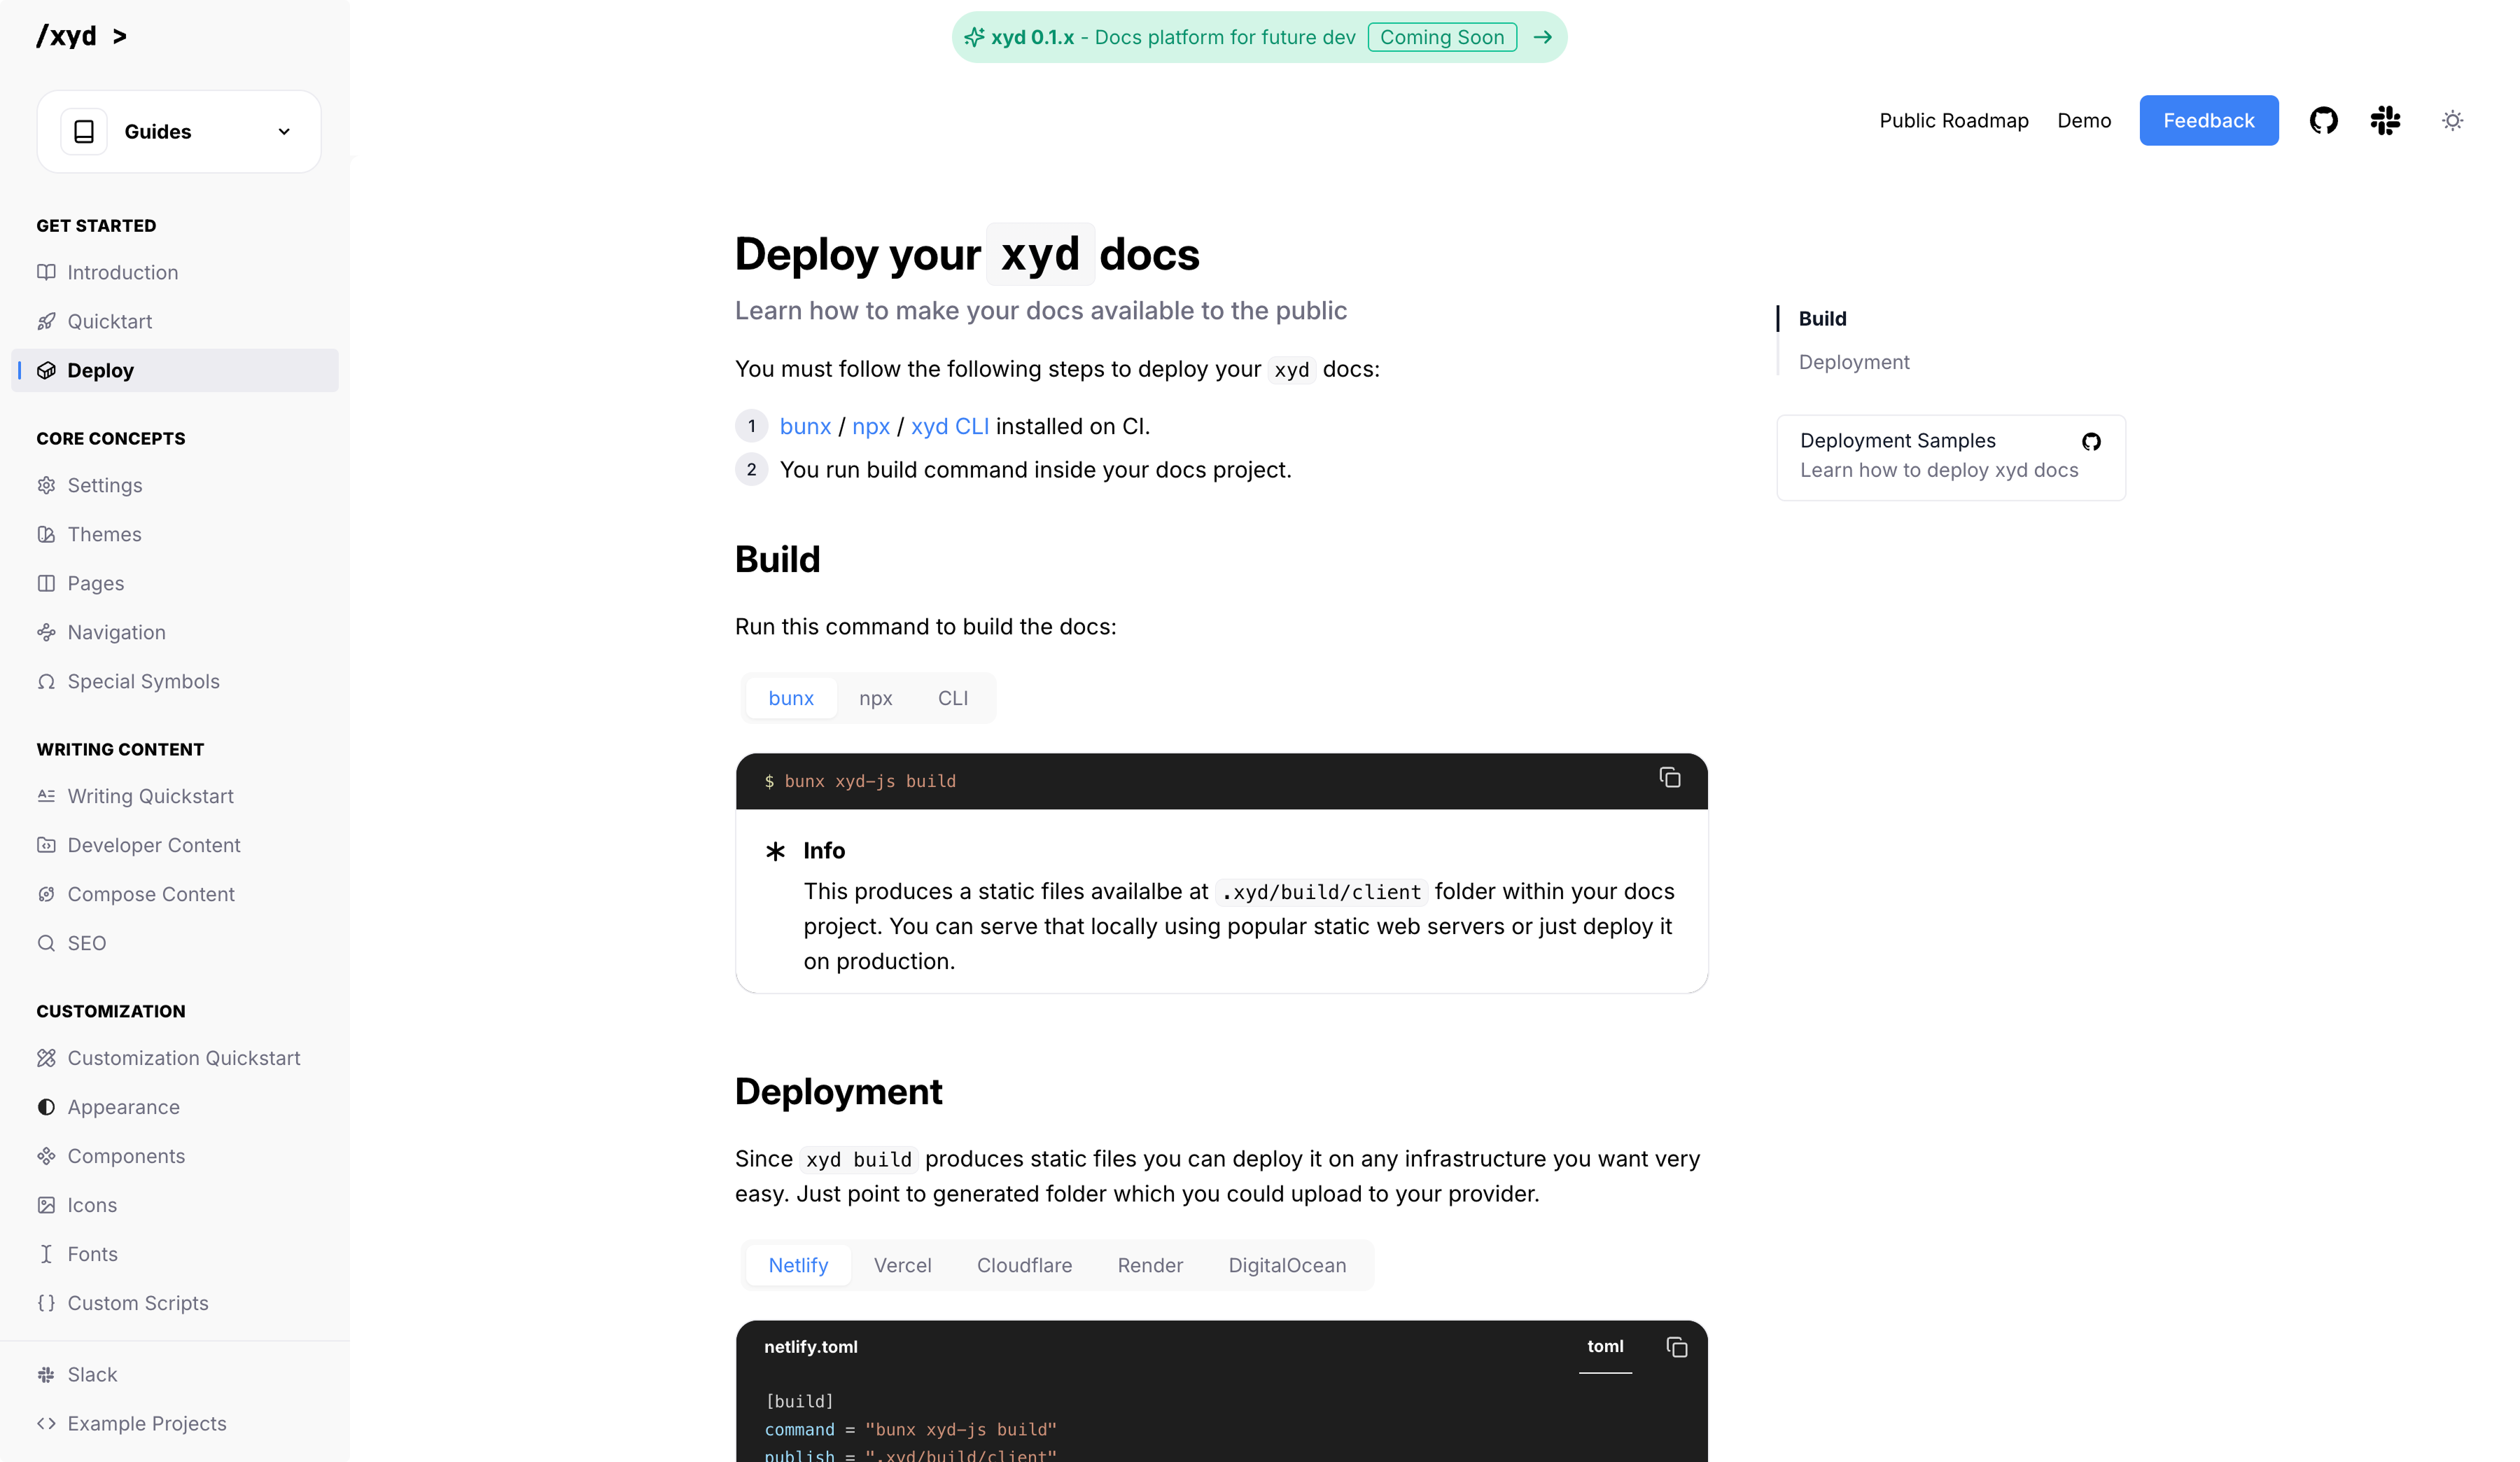 /xyd >
xyd 0.1.x - Docs platform for future dev Coming Soon
Guides
Public Roadmap Demo Feedback
GET STARTED
Introduction
Quicktart
Deploy
CORE CONCEPTS
Settings
Themes
Pages
Navigation
Special Symbols
WRITING CONTENT
Writing Quickstart
Developer Content
Compose Content
SEO
CUSTOMIZATION
Customization Quickstart
Appearance
Components
Icons
Fonts
Custom Scripts
Slack
Example Projects
Deploy your xyd docs
Learn how to make your docs available to the public
You must follow the following steps to deploy your xyd docs:
1 bunx / npx / xyd CLI installed on CI.
2 You run build command inside your docs project.
Build
Run this command to build the docs:
bunx npx CLI
$ bunx xyd-js build
Info
This produces a static files availalbe at .xyd/build/client folder within your docs
project. You can serve that locally using popular static web servers or just deploy it
on production.
Deployment
Since xyd build produces static files you can deploy it on any infrastructure you want very
easy. Just point to generated folder which you could upload to your provider.
Netlify Vercel Cloudflare Render DigitalOcean
netlify.toml toml
[build]
command = "bunx xyd-js build"
publish = ".xyd/build/client"
Build
Deployment
Deployment Samples
Learn how to deploy xyd docs